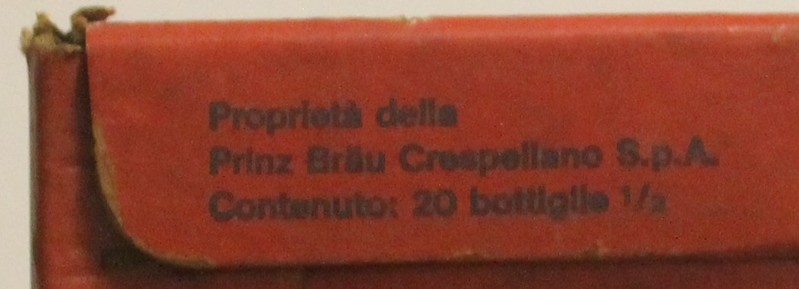 Proprietà della
Prinz Bräu Crespellano S.p.A.
Contenuto: 20 bottiglie 1/2